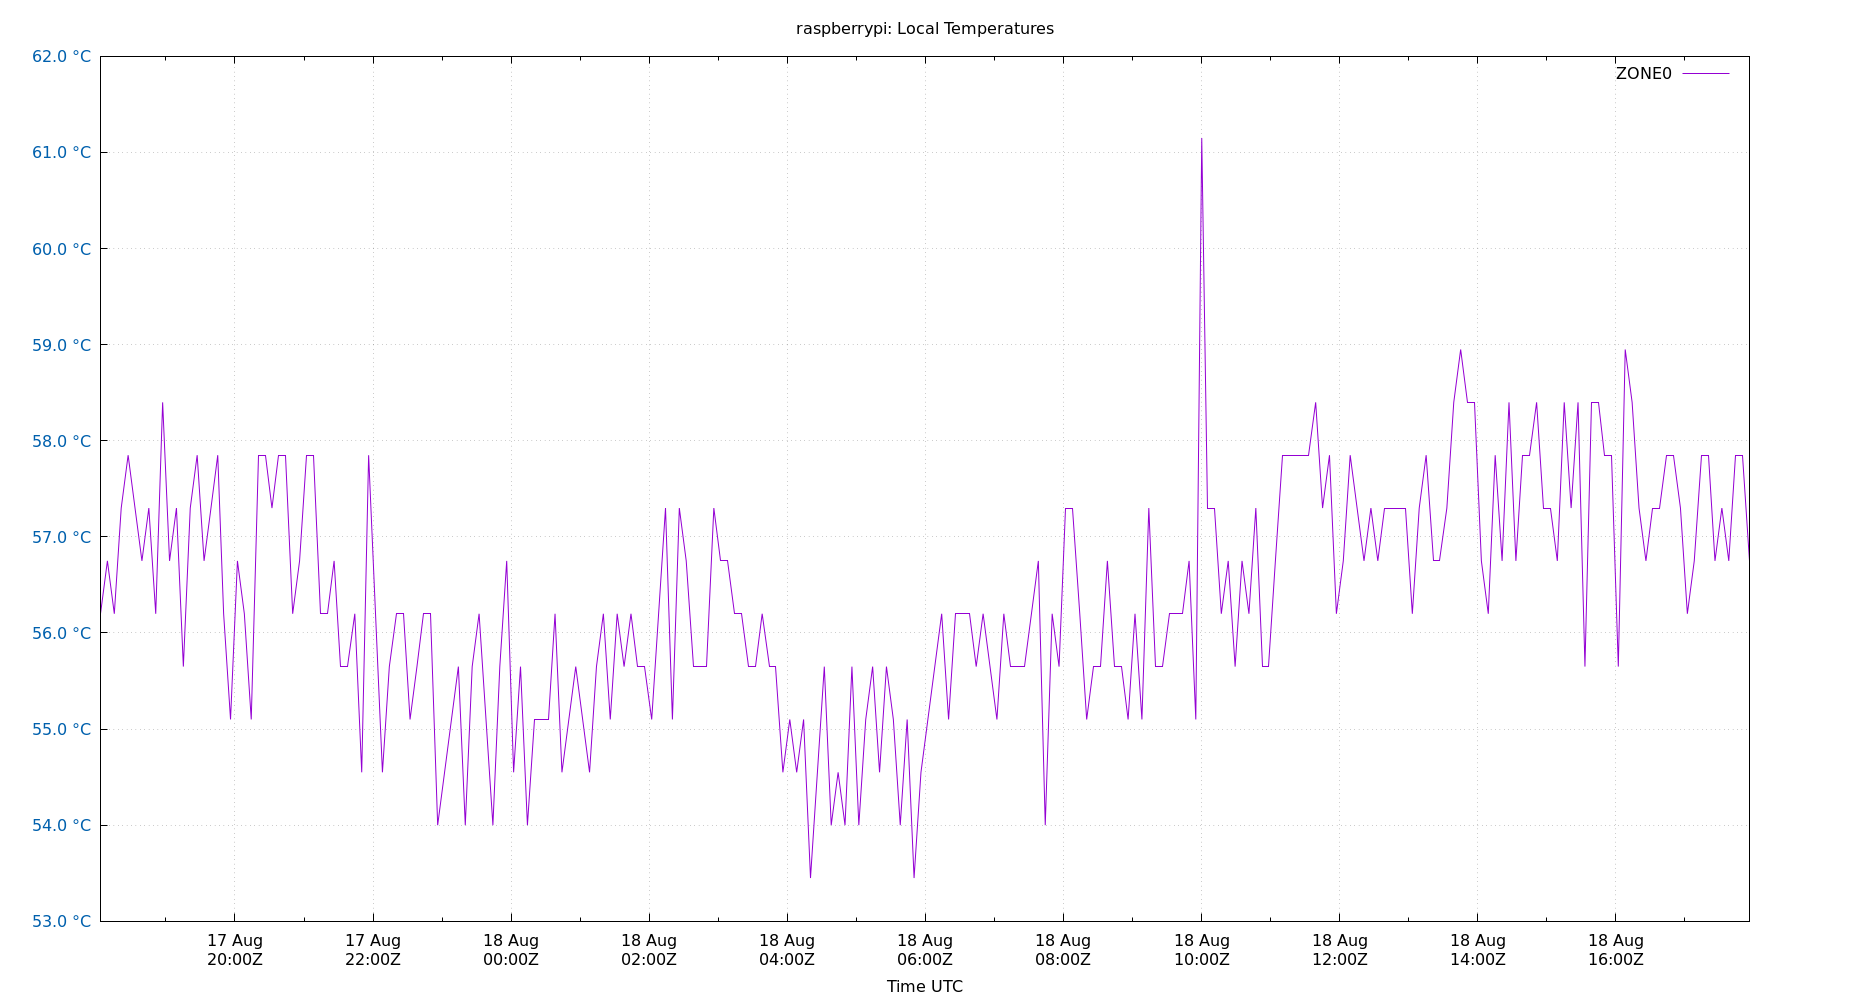 raspberrypi: Local Temperatures
62.0 °C
ZONE0
61.0 °C
60.0 °C
59.0 °C
58.0 °C
57.0 °C
56.0 °C
55.0 °C
54.0 °C
53.0 °C
17 Aug 17 Aug 18 Aug 18 Aug 18 Aug 18 Aug 18 Aug 18 Aug 18 Aug 18 Aug 18 Aug
20:00Z 22:00Z 00:00Z 02:00Z 04:00Z 06:00Z 08:00Z 10:00Z 12:00Z 14:00Z 16:00Z
Time UTC